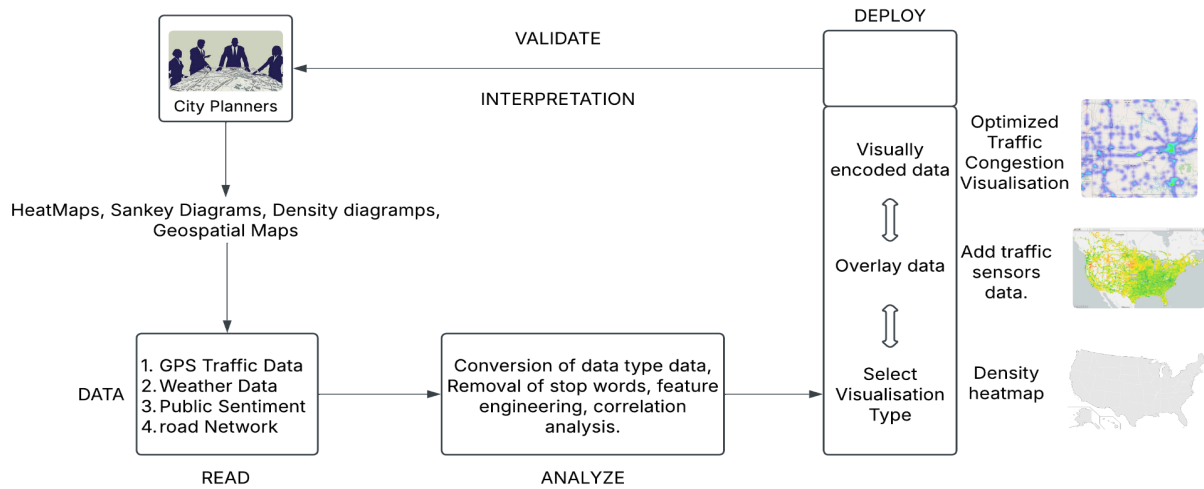 DEPLOY
VALIDATE
INTERPRETATION
City Planners
HeatMaps, Sankey Diagrams, Density diagramps,
Geospatial Maps
DATA
1. GPS Traffic Data
2. Weather Data
3. Public Sentiment
4. road Network
READ
Conversion of data type data,
Removal of stop words, feature
engineering, correlation
analysis.
ANALYZE
Visually
encoded data
Overlay data
Select
Visualisation
Type
Optimized
Traffic
Congestion
Visualisation
Add traffic
sensors
data.
Density
heatmap